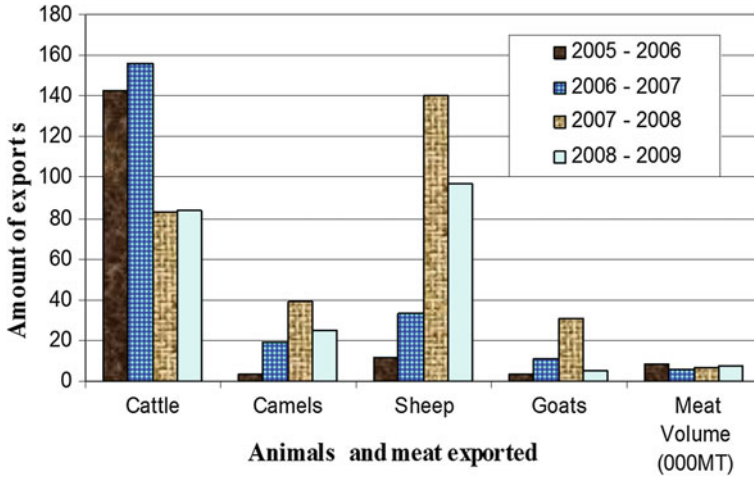 180
160
140
120
100
80
60
40
20
0
Amount of exports
2005 - 2006
2006 - 2007
2007 - 2008
2008 - 2009
Cattle
Camels
Sheep
Goats
Meat
Volume
(000MT)
Animals and meat exported